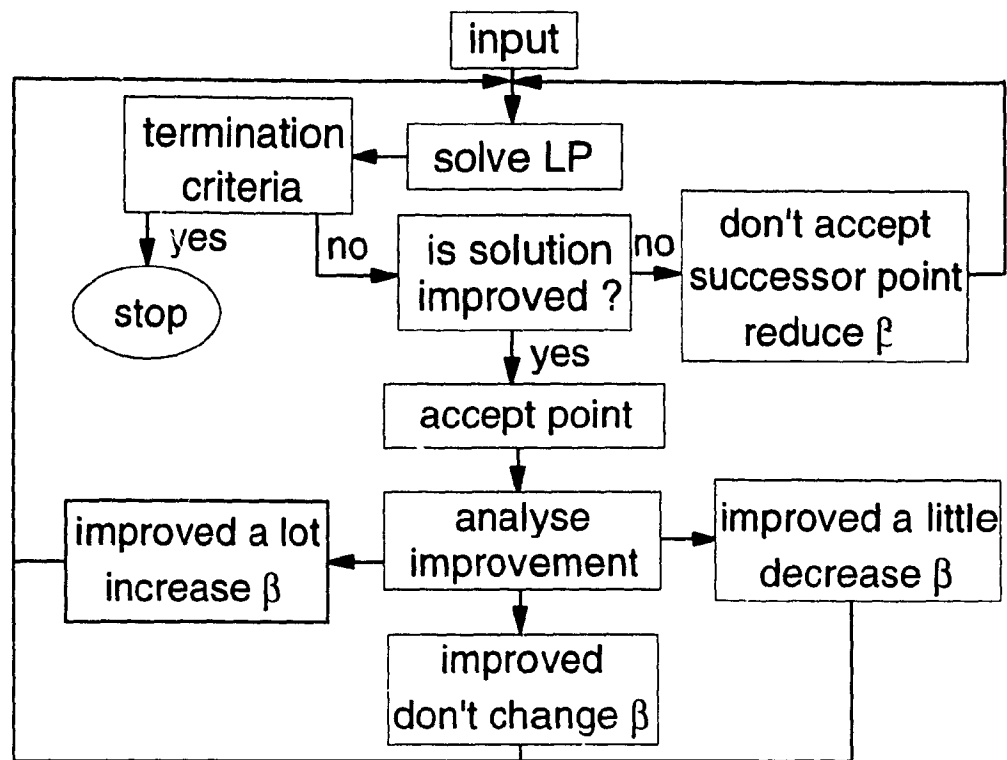 input
solve LP
termination
criteria
yes
no
stop
is solution
improved ?
no
don't accept
successor point
reduce β
yes
accept point
analyse
improvement
improved a lot
increase β
improved a little
decrease β
improved
don't change β